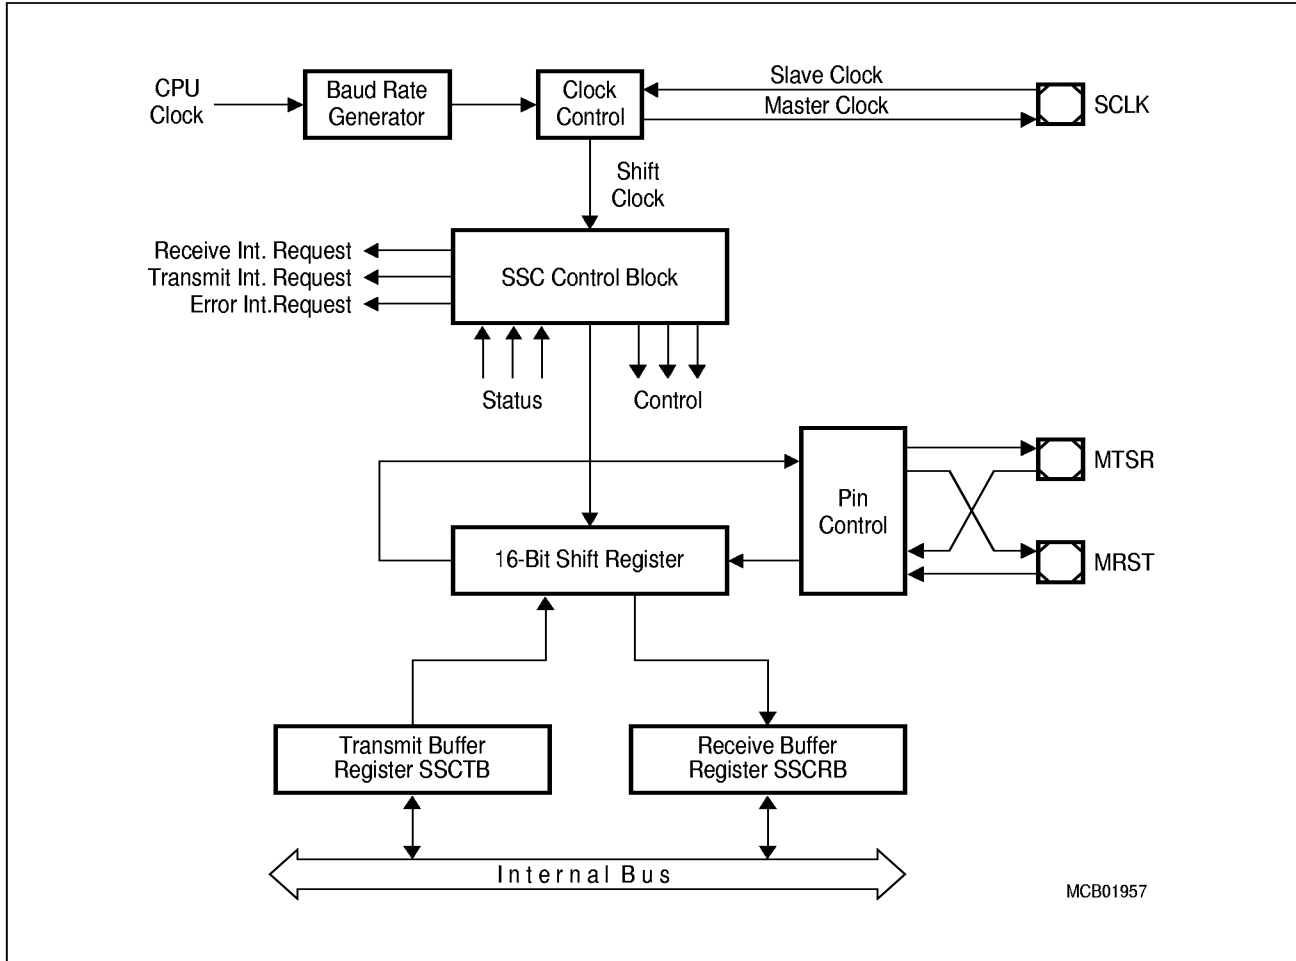 CPU
Clock
Baud Rate
Generator
Clock
Control
Slave Clock
Master Clock
SCLK
Shift
Clock
Receive Int. Request
Transmit Int. Request
Error Int.Request
SSC Control Block
Status
Control
Pin
Control
MTSR
MRST
16-Bit Shift Register
Transmit Buffer
Register SSCTB
Receive Buffer
Register SSCRB
Internal Bus
MCB01957